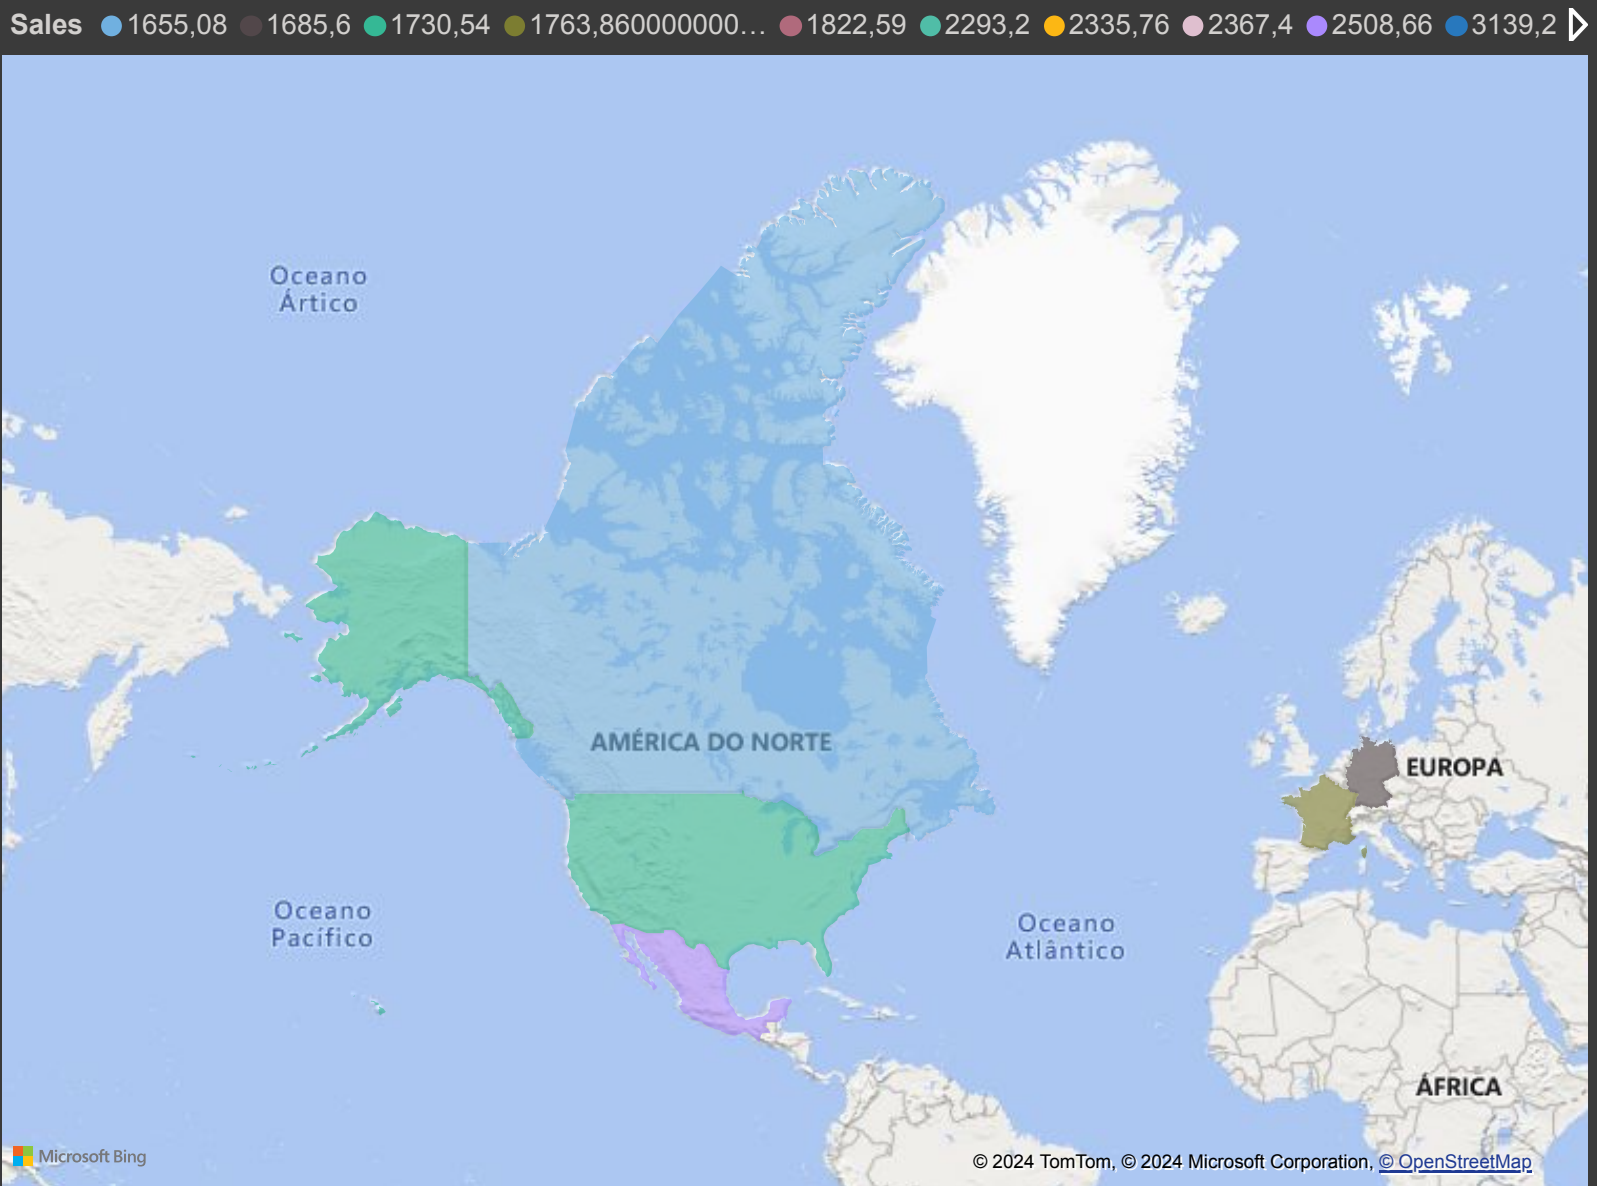 Sales 1655,08 1685,6 1730,54 1763,860000000... 1822,59 2293,2 2335,76 2367,4 2508,66 3139,2
Oceano
Ártico
AMÉRICA DO NORTE
EUROPA
Oceano
Pacífico
Oceano
Atlântico
ÁFRICA
Microsoft Bing
© 2024 TomTom, © 2024 Microsoft Corporation, © OpenStreetMap